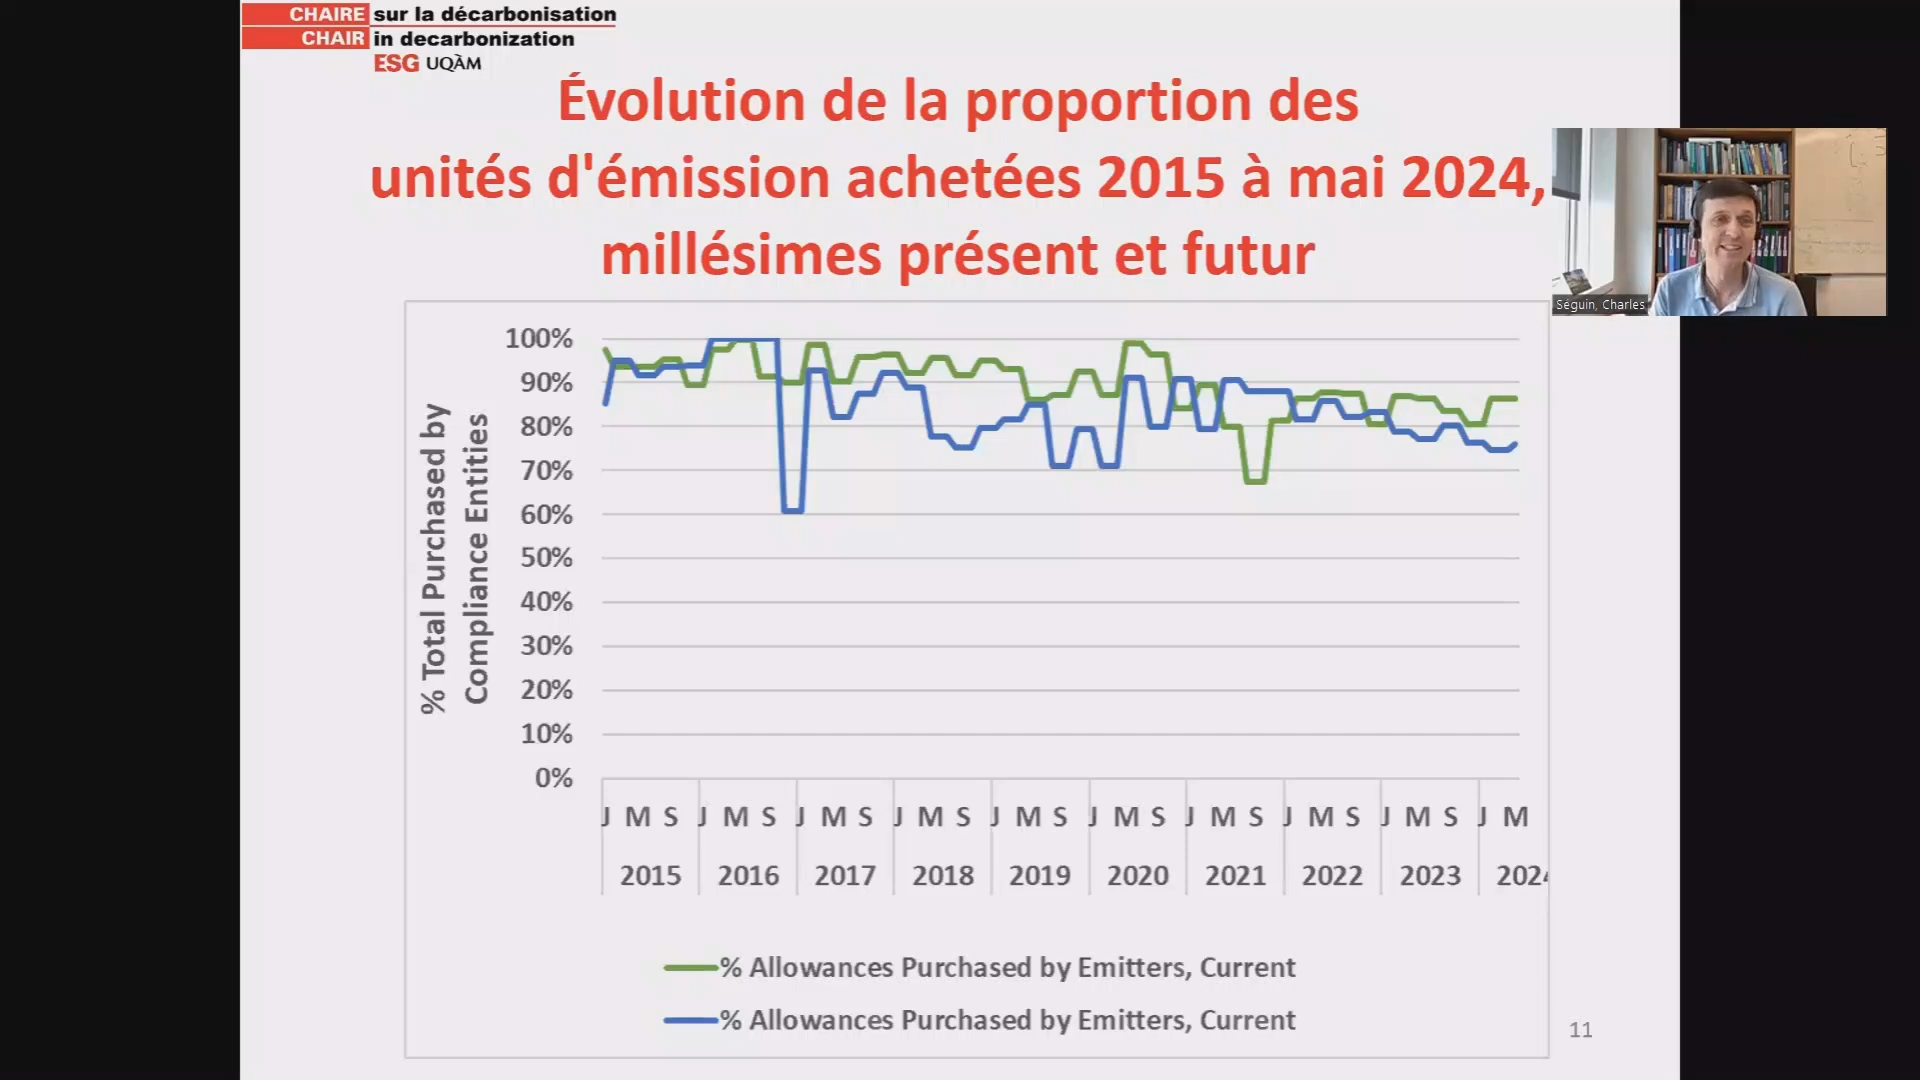 CHAIRE sur la décarbonisation
CHAIR in decarbonization
ESG UQÀM
Évolution de la proportion des
unités d'émission achetées 2015 à mai 2024,
millésimes présent et futur
Séguin, Charles
% Total Purchased by
Compliance Entities
100%
90%
80%
70%
60%
50%
40%
30%
20%
10%
0%
J M S J M S J M S J M S J M S J M S J M S J M S J M S J M
2015 2016 2017 2018 2019 2020 2021 2022 2023 2024
% Allowances Purchased by Emitters, Current
% Allowances Purchased by Emitters, Current
11